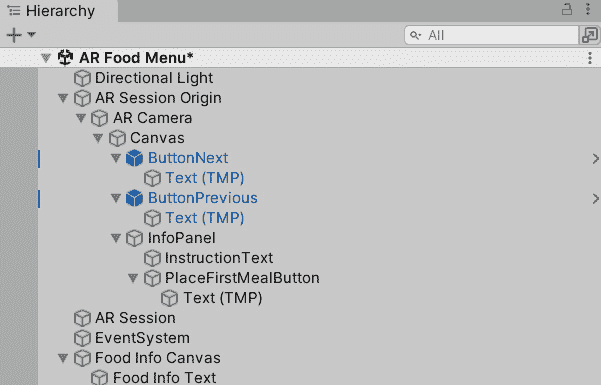 Hierarchy
All
AR Food Menu*
Directional Light
AR Session Origin
AR Camera
Canvas
ButtonNext
Text (TMP)
ButtonPrevious
Text (TMP)
InfoPanel
InstructionText
PlaceFirstMealButton
Text (TMP)
AR Session
EventSystem
Food Info Canvas
Food Info Text